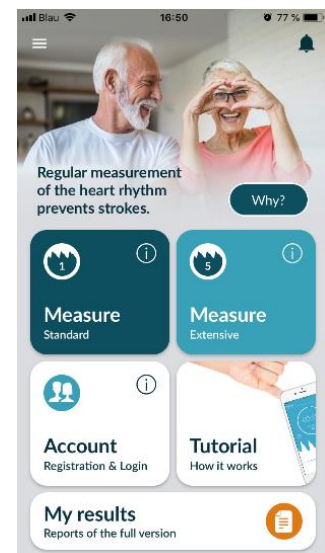 Blau 16:50 77 %
Regular measurement
of the heart rhythm
prevents strokes.
Why?
1
Measure
Standard
5
Measure
Extensive
Account
Registration & Login
Tutorial
How it works
My results
Reports of the full version